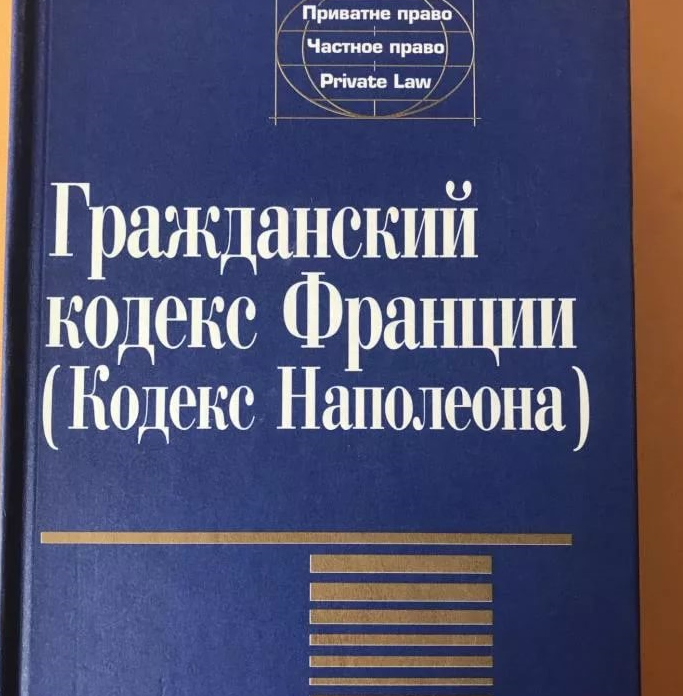 Приватне право
Частное право
Private Law
Гражданский
кодекс Франции
(Кодекс Наполеона)